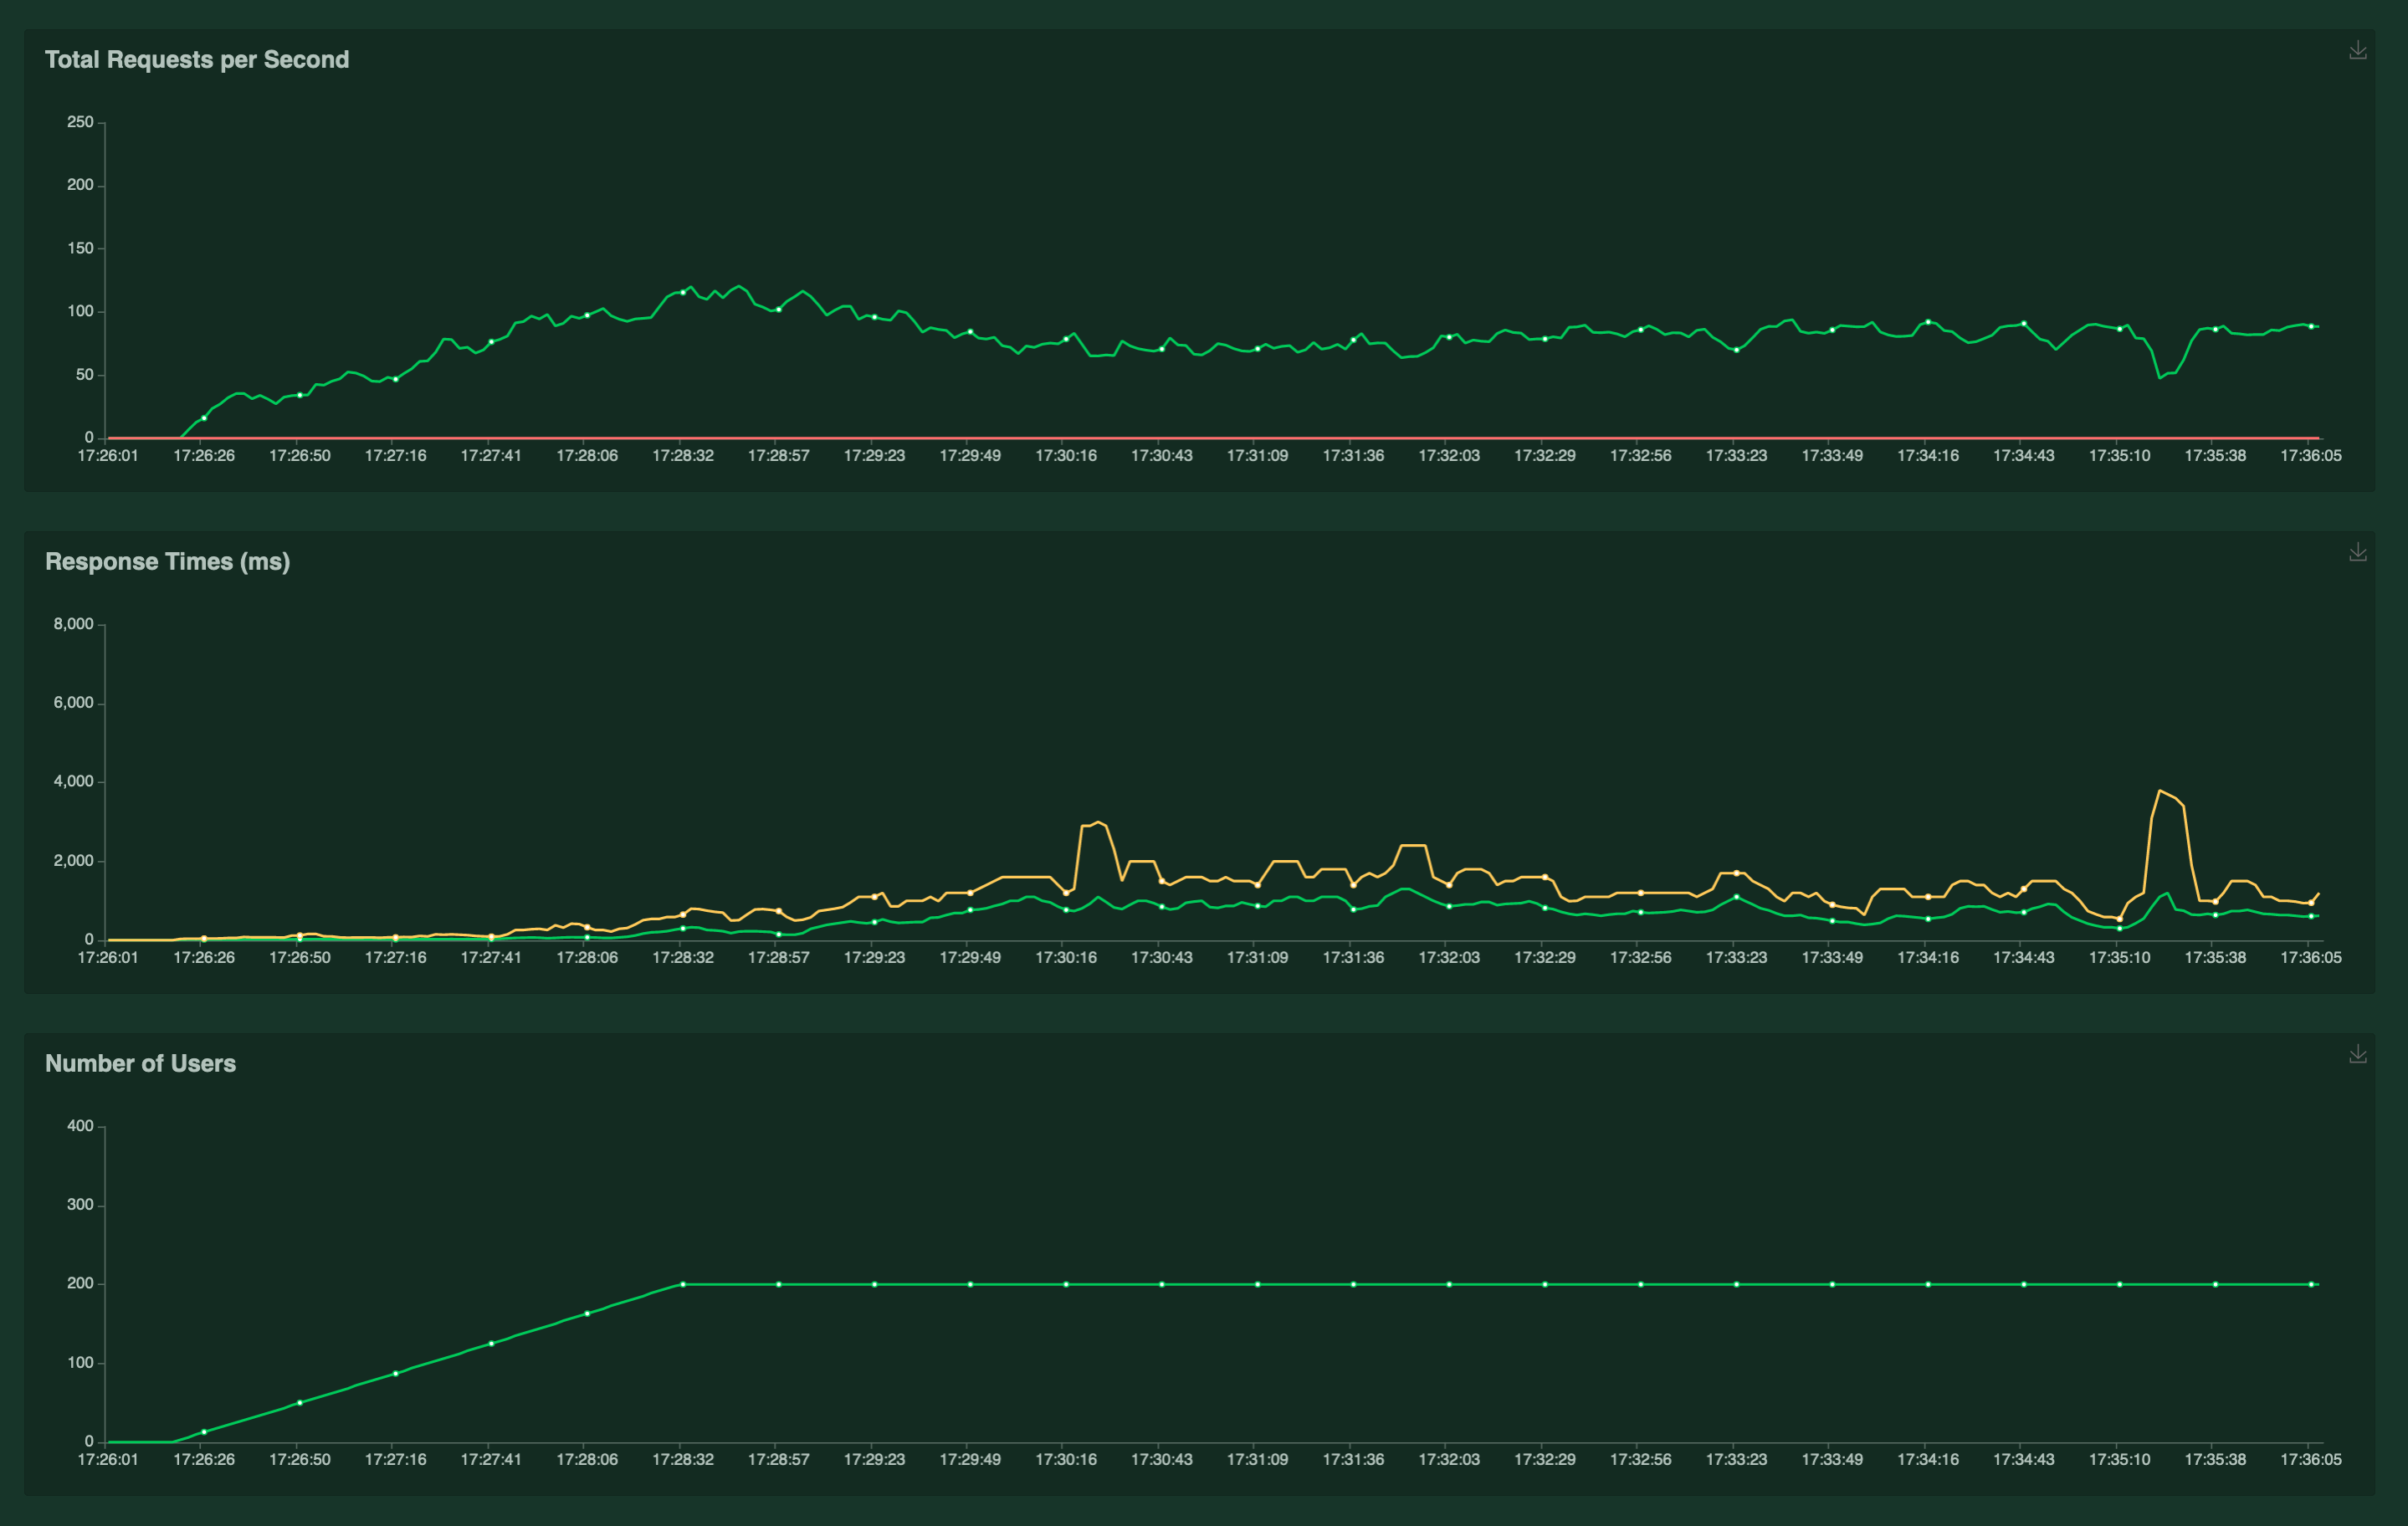 Total Requests per Second
250
200
150
100
50
0
17:26:01 17:26:26 17:26:50 17:27:16 17:27:41 17:28:06 17:28:32 17:28:57 17:29:23 17:29:49 17:30:16 17:30:43 17:31:09 17:31:36 17:32:03 17:32:29 17:32:56 17:33:23 17:33:49 17:34:16 17:34:43 17:35:10 17:35:38 17:36:05
Response Times (ms)
8,000
6,000
4,000
2,000
0
17:26:01 17:26:26 17:26:50 17:27:16 17:27:41 17:28:06 17:28:32 17:28:57 17:29:23 17:29:49 17:30:16 17:30:43 17:31:09 17:31:36 17:32:03 17:32:29 17:32:56 17:33:23 17:33:49 17:34:16 17:34:43 17:35:10 17:35:38 17:36:05
Number of Users
400
300
200
100
0
17:26:01 17:26:26 17:26:50 17:27:16 17:27:41 17:28:06 17:28:32 17:28:57 17:29:23 17:29:49 17:30:16 17:30:43 17:31:09 17:31:36 17:32:03 17:32:29 17:32:56 17:33:23 17:33:49 17:34:16 17:34:43 17:35:10 17:35:38 17:36:05